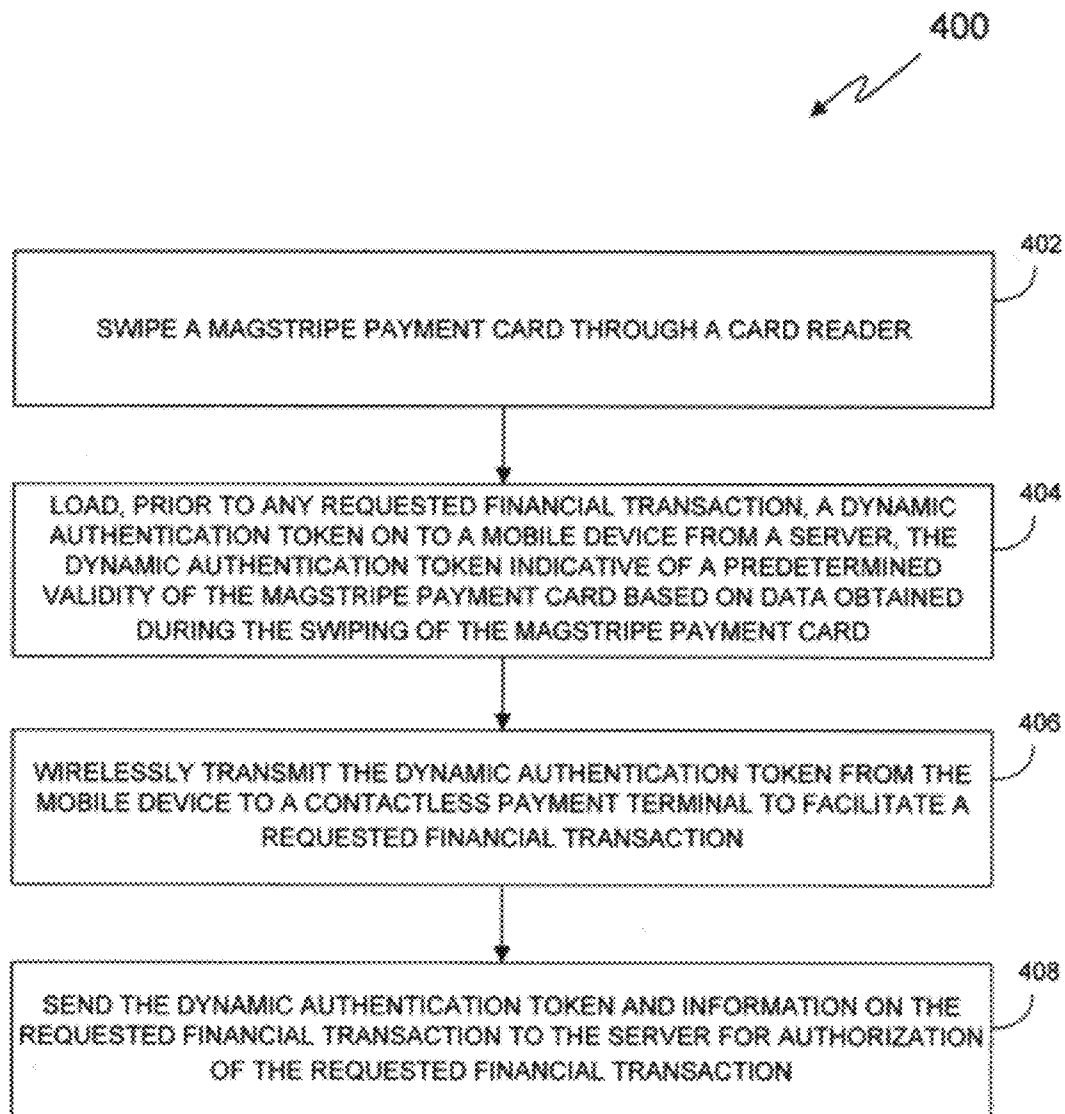 400
402
SWIPE A MAGSTRIPE PAYMENT CARD THROUGH A CARD READER
404
LOAD, PRIOR TO ANY REQUESTED FINANCIAL TRANSACTION, A DYNAMIC
AUTHENTICATION TOKEN ON TO A MOBILE DEVICE FROM A SERVER, THE
DYNAMIC AUTHENTICATION TOKEN INDICATIVE OF A PREDETERMINED
VALIDITY OF THE MAGSTRIPE PAYMENT CARD BASED ON DATA OBTAINED
DURING THE SWIPING OF THE MAGSTRIPE PAYMENT CARD
406
WIRELESSLY TRANSMIT THE DYNAMIC AUTHENTICATION TOKEN FROM THE
MOBILE DEVICE TO A CONTACTLESS PAYMENT TERMINAL TO FACILITATE A
REQUESTED FINANCIAL TRANSACTION
408
SEND THE DYNAMIC AUTHENTICATION TOKEN AND INFORMATION ON THE
REQUESTED FINANCIAL TRANSACTION TO THE SERVER FOR AUTHORIZATION
OF THE REQUESTED FINANCIAL TRANSACTION